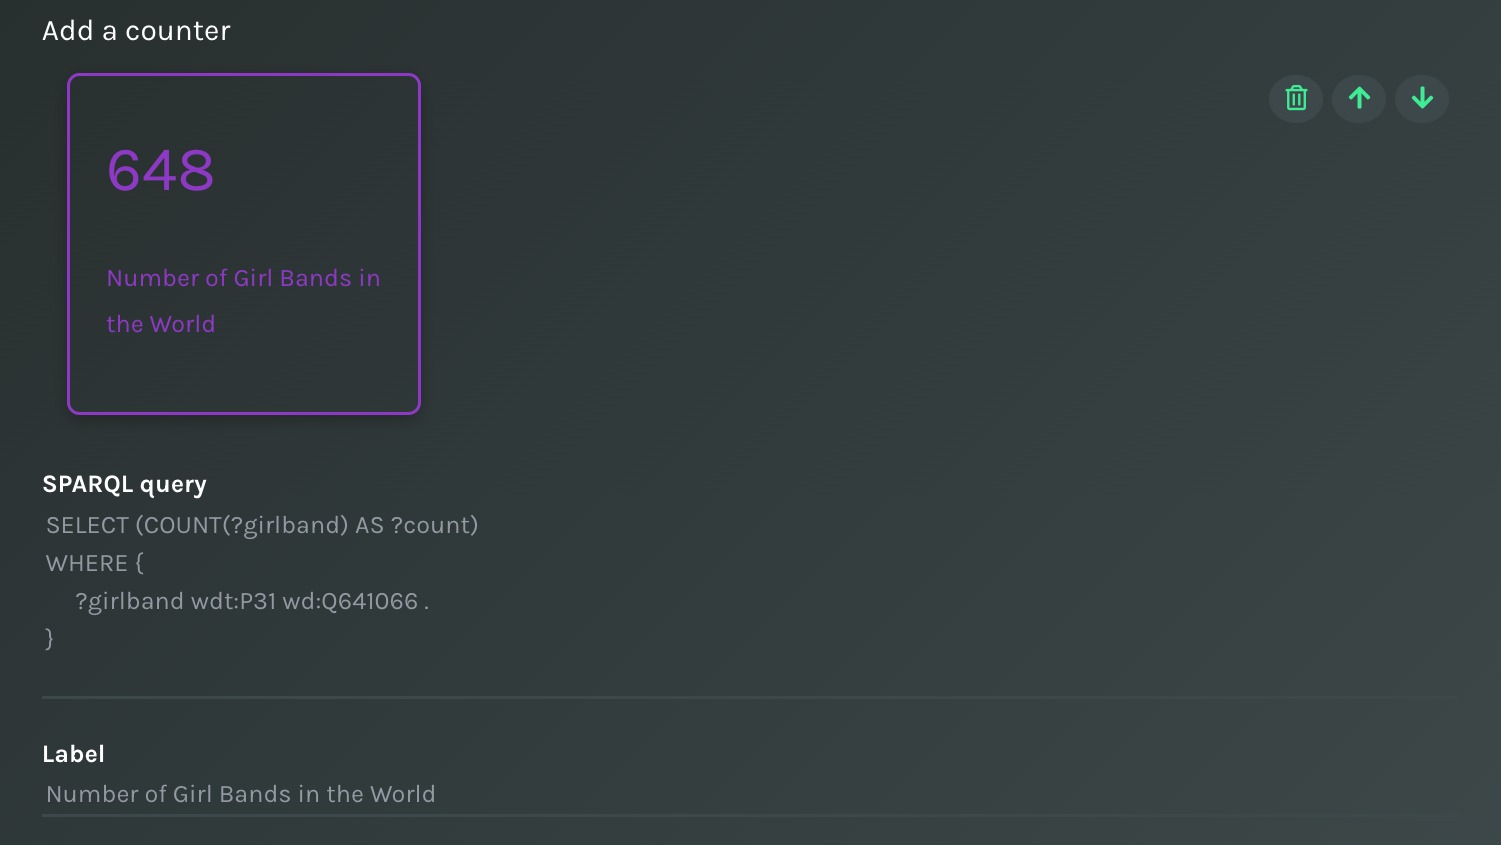 Add a counter
648
Number of Girl Bands in
the World
SPARQL query
SELECT (COUNT(?girlband) AS ?count)
WHERE {
?girlband wdt:P31 wd:Q641066 .
}
Label
Number of Girl Bands in the World